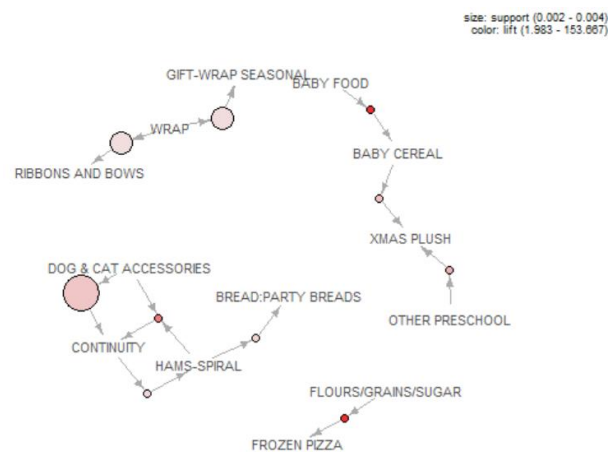 size: support (0.002 - 0.004)
color: lift (1.983 - 153.667)
GIFT-WRAP SEASONAL
BABY FOOD
WRAP
RIBBONS AND BOWS
BABY CEREAL
XMAS PLUSH
DOG & CAT ACCESSORIES
BREAD:PARTY BREADS
OTHER PRESCHOOL
CONTINUITY
HAMS-SPIRAL
FLOURS/GRAINS/SUGAR
FROZEN PIZZA